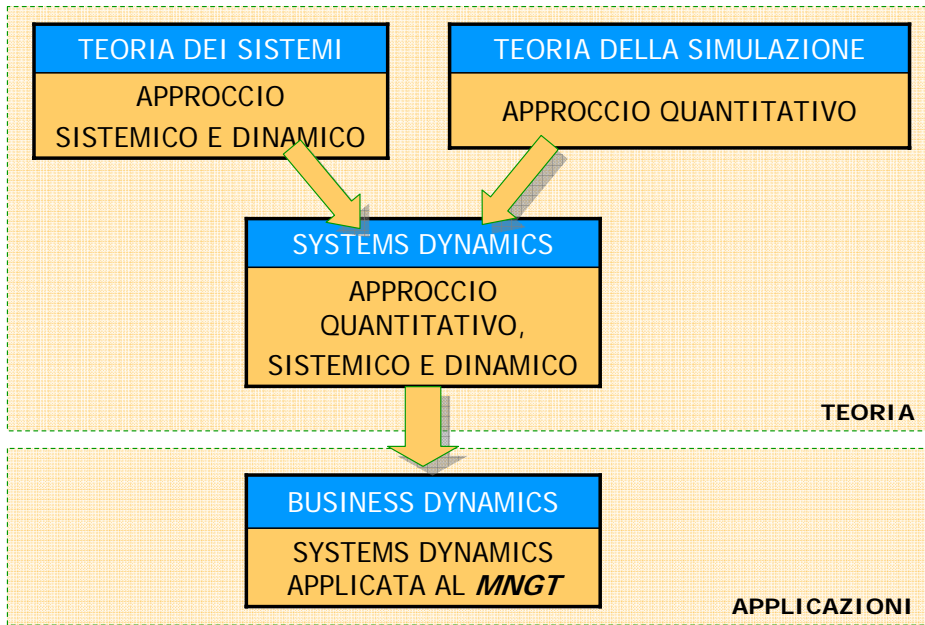 TEORIA DEI SISTEMI
APPROCCIO
SISTEMICO E DINAMICO
TEORIA DELLA SIMULAZIONE
APPROCCIO QUANTITATIVO
SYSTEMS DYNAMICS
APPROCCIO
QUANTITATIVO,
SISTEMICO E DINAMICO
TEORIA
BUSINESS DYNAMICS
SYSTEMS DYNAMICS
APPLICATA AL MNGT
APPLICAZIONI